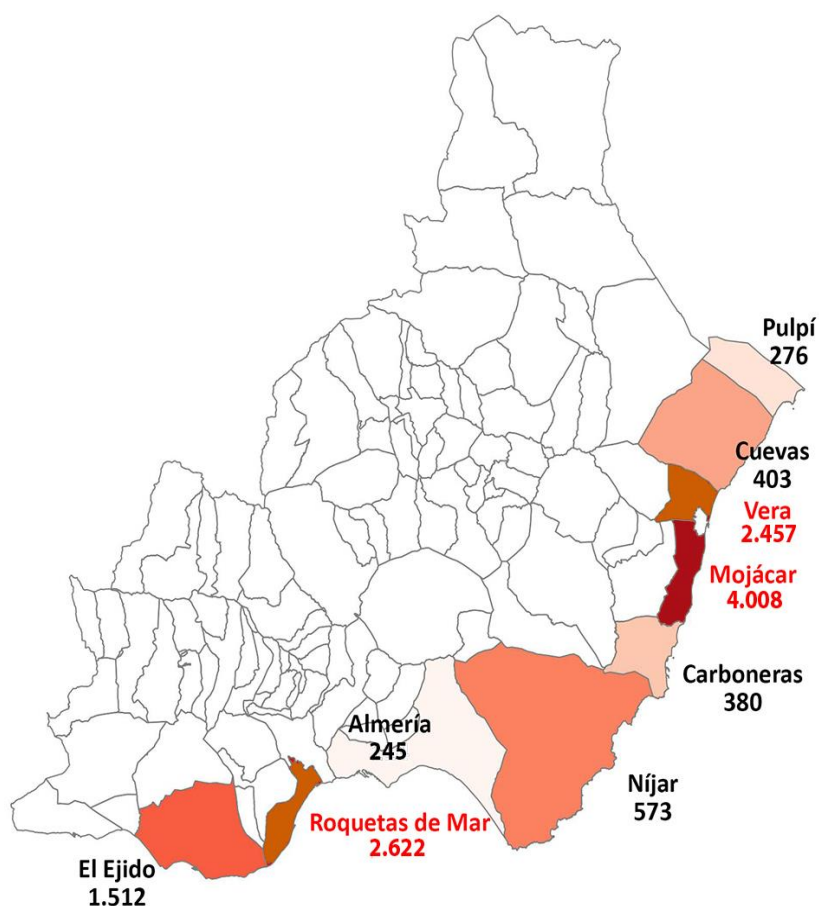 Pulpí
276
Cuevas
403
Vera
2.457
Mojácar
4.008
Carboneras
380
Almería
245
Níjar
573
Roquetas de Mar
2.622
El Ejido
1.512